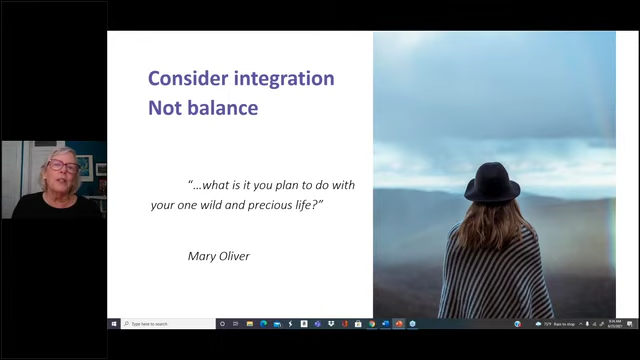 Consider integration
Not balance
“…what is it you plan to do with
your one wild and precious life?”
Mary Oliver
Type here to search